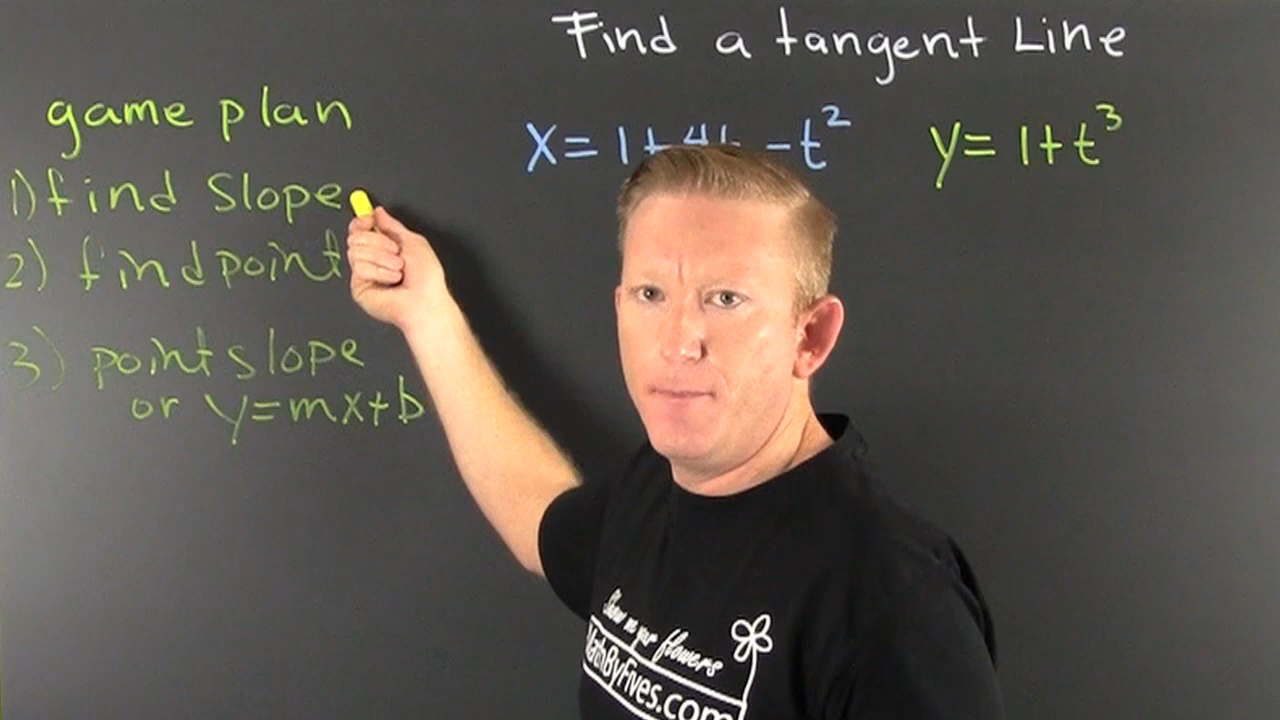 Find a tangent Line
game plan
x = 1 + 4t - t² y = 1+t³
1) find slope
2) find point
3) point slope
or y=mx+b
Show me your flowers
MathByFives.com